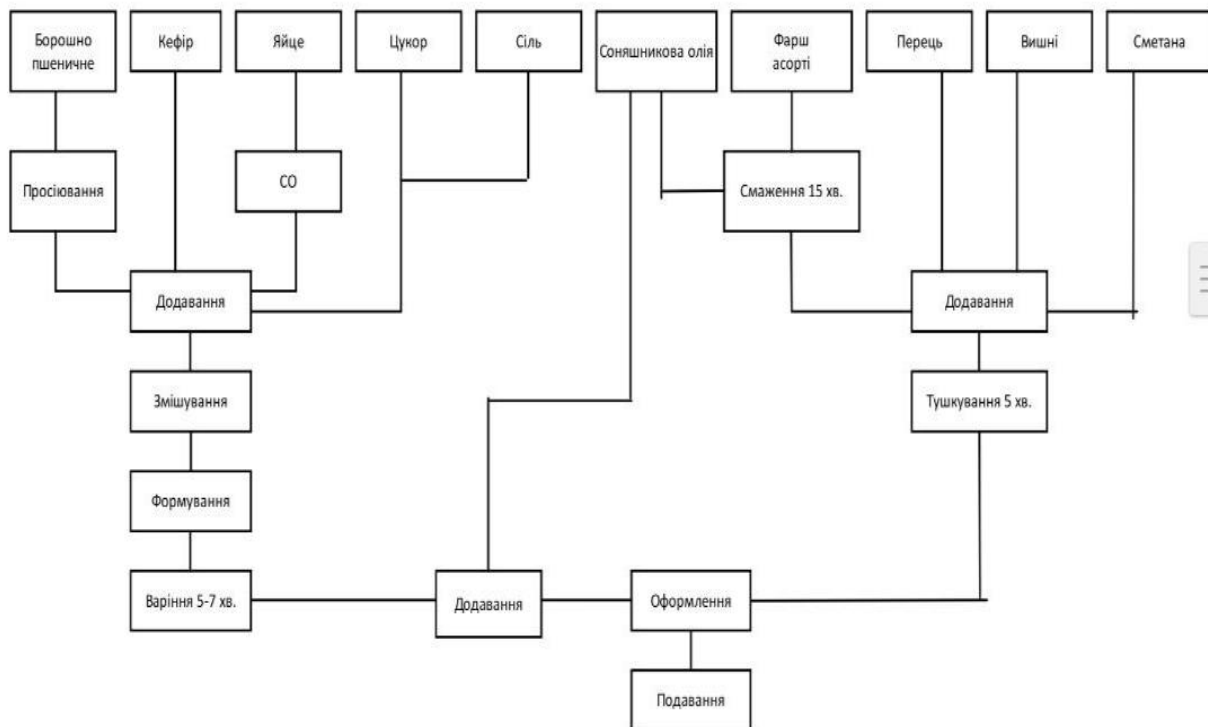 Борошно
пшеничне
Кефір
Яйце
Цукор
Сіль
Соняшникова олія
Фарш
асорті
Перець
Вишні
Сметана
Просіювання
СО
Смаження 15 хв.
Додавання
Додавання
Змішування
Тушкування 5 хв.
Формування
Варіння 5-7 хв.
Додавання
Оформлення
Подавання